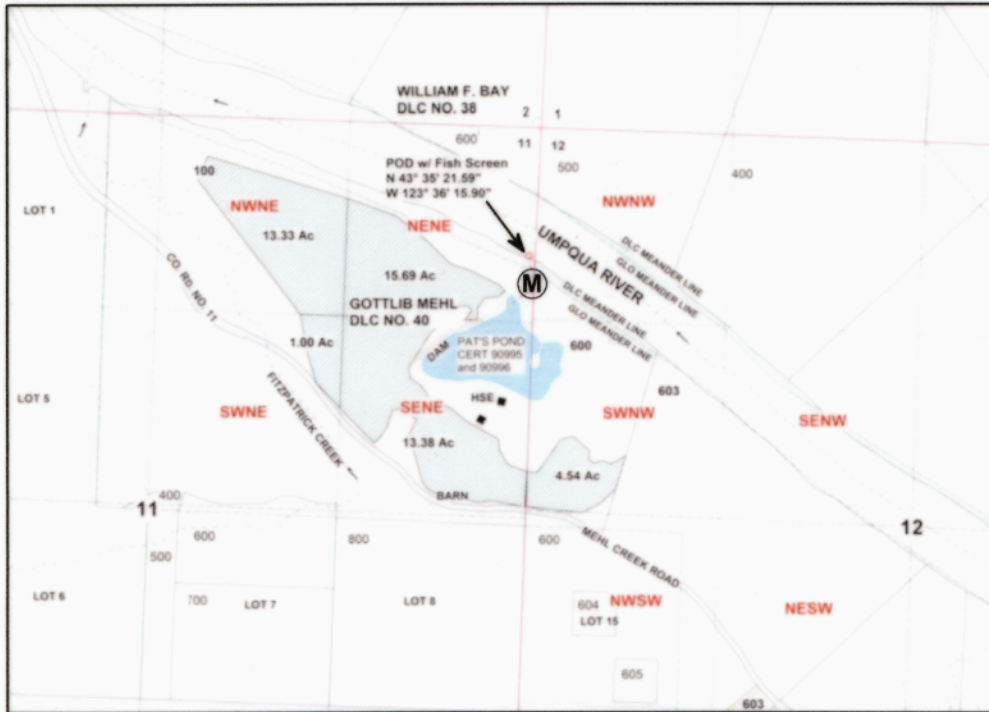 WILLIAM F. BAY
DLC NO. 38
2 1
600
11 12
500
400
POD w/ Fish Screen
N 43° 35' 21.59"
W 123° 36' 15.90"
100
NWNE
NENE
NWNW
LOT 1
13.33 Ac
UMPQUA RIVER
DLC MEANDER LINE
GLO MEANDER LINE
15.69 Ac
M
CO. RD. NO. 11
GOTTLIB MEHL
DLC NO. 40
DLC MEANDER LINE
GLO MEANDER LINE
1.00 Ac
DAM
PAT'S POND
CERT 90995
and 90996
600
603
FITZPATRICK CREEK
HSE
LOT 5
SWNE
SENE
SWNW
SENW
13.38 Ac
4.54 Ac
BARN
400
11
12
600
800
600
MEHL CREEK ROAD
500
LOT 6
700
LOT 7
LOT 8
604
NWSW
NESW
LOT 15
605
603